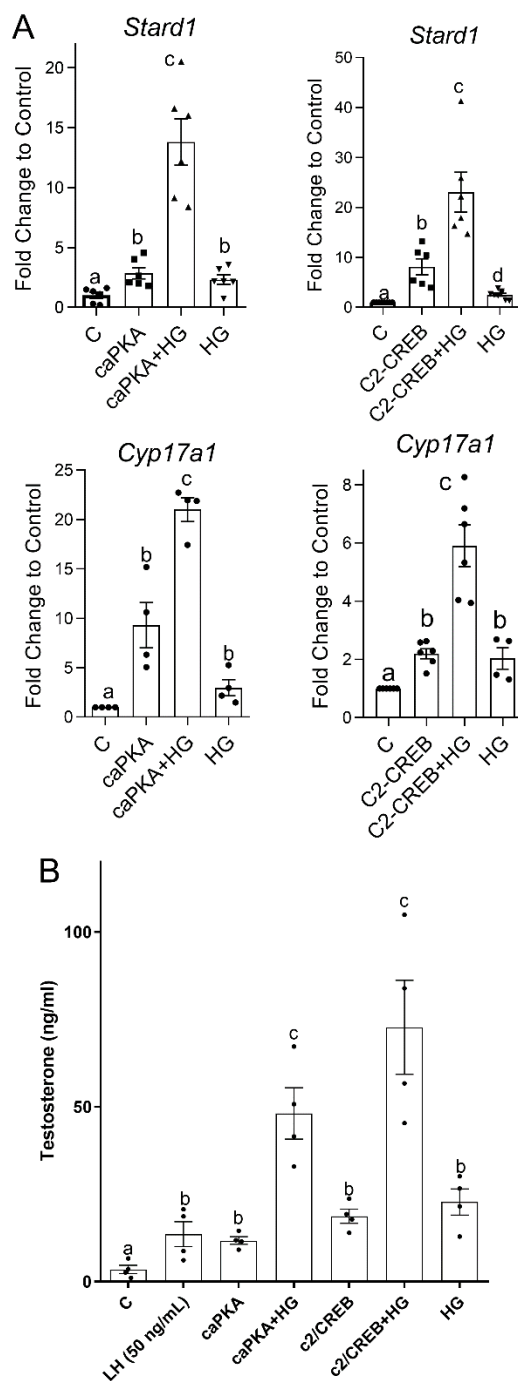 A
Stard1
Fold Change to Control
20
15
10
5
0
a
b
c
b
C
caPKA
caPKA+HG
HG
Stard1
Fold Change to Control
50
40
30
20
10
0
a
b
c
d
C
C2-CREB
C2-CREB+HG
HG
Cyp17a1
Fold Change to Control
25
20
15
10
5
0
a
b
c
b
C
caPKA
caPKA+HG
HG
Cyp17a1
Fold Change to Control
8
6
4
2
0
a
b
c
b
C
C2-CREB
C2-CREB+HG
HG
B
Testosterone (ng/ml)
100
50
0
a
b
b
c
b
c
b
C
LH (50 ng/mL)
caPKA
caPKA+HG
c2/CREB
c2/CREB+HG
HG